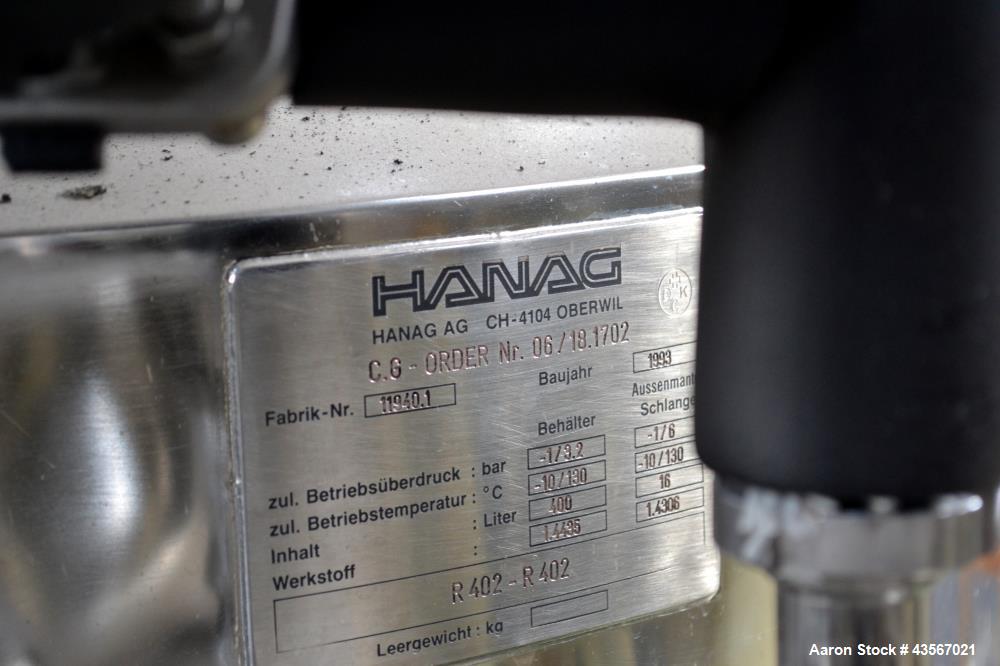 HANAG
HANAG AG CH-4104 OBERWIL
C.G - ORDER Nr. 06/18.1702
Fabrik-Nr. 11940.1 Baujahr 1993
Behälter Aussenmant
Schlange
zul. Betriebsüberdruck : bar -1/3.2 -1/6
zul. Betriebstemperatur : °C -10/130 -10/130
Inhalt : Liter 400 16
Werkstoff : 1.4435 1.4306
R 402 - R 402
Leergewicht : kg
Aaron Stock # 43567021